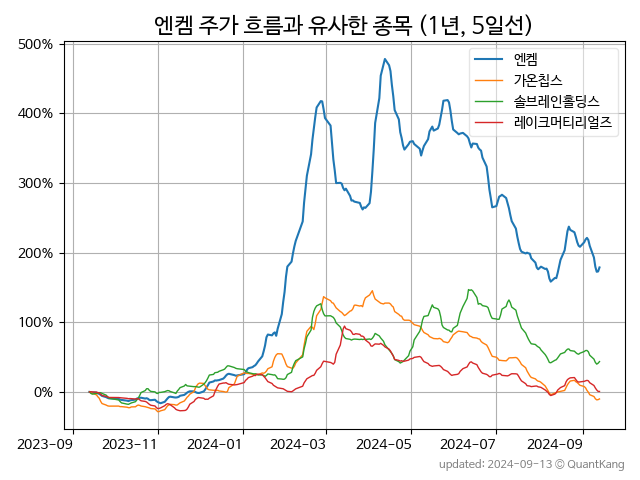 엔켐 주가 흐름과 유사한 종목 (1년, 5일선)
500%
400%
300%
200%
100%
0%
엔켐
가온칩스
솔브레인홀딩스
레이크머티리얼즈
2023-09 2023-11 2024-01 2024-03 2024-05 2024-07 2024-09
updated: 2024-09-13 © QuantKang